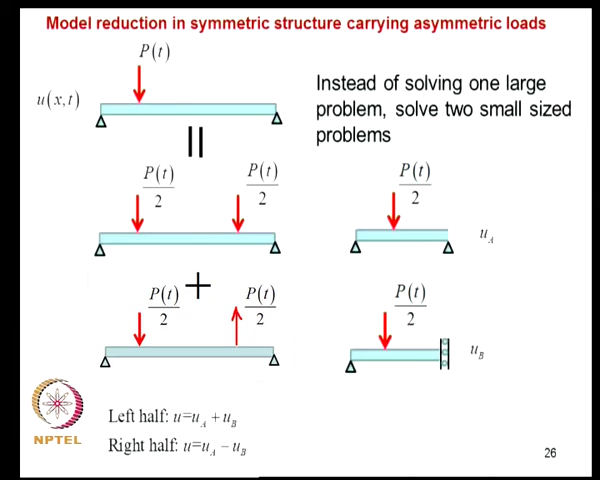 Model reduction in symmetric structure carrying asymmetric loads
P(t)
u(x,t)
Instead of solving one large
problem, solve two small sized
problems
=
P(t)/2
P(t)/2
P(t)/2
u_A
+
P(t)/2
P(t)/2
P(t)/2
u_B
Left half: u=u_A + u_B
Right half: u=u_A − u_B
NPTEL
26